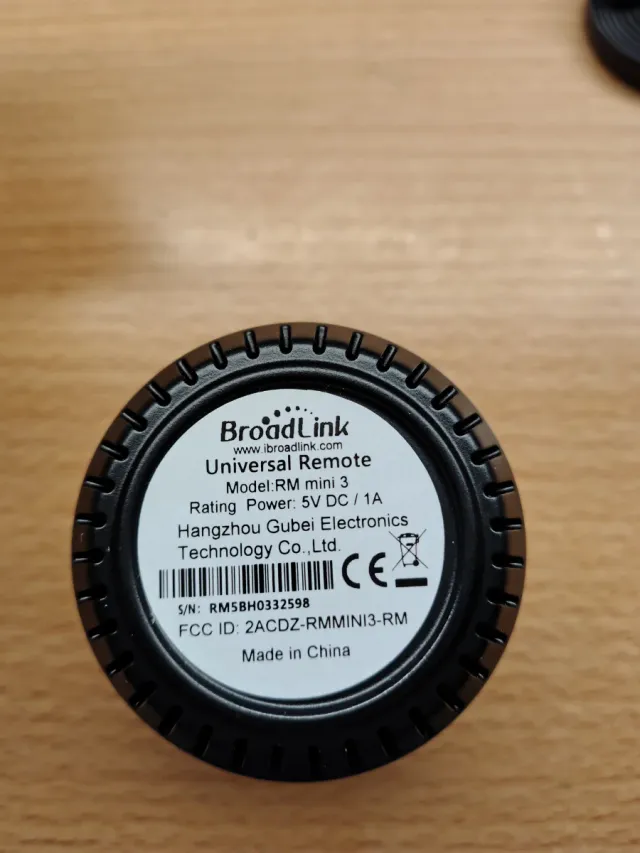 BroadLink
www.ibroadlink.com
Universal Remote
Model:RM mini 3
Rating Power: 5V DC / 1A
Hangzhou Gubei Electronics
Technology Co.,Ltd.
CE
S/N: RM5BH0332598
FCC ID: 2ACDZ-RMMINI3-RM
Made in China